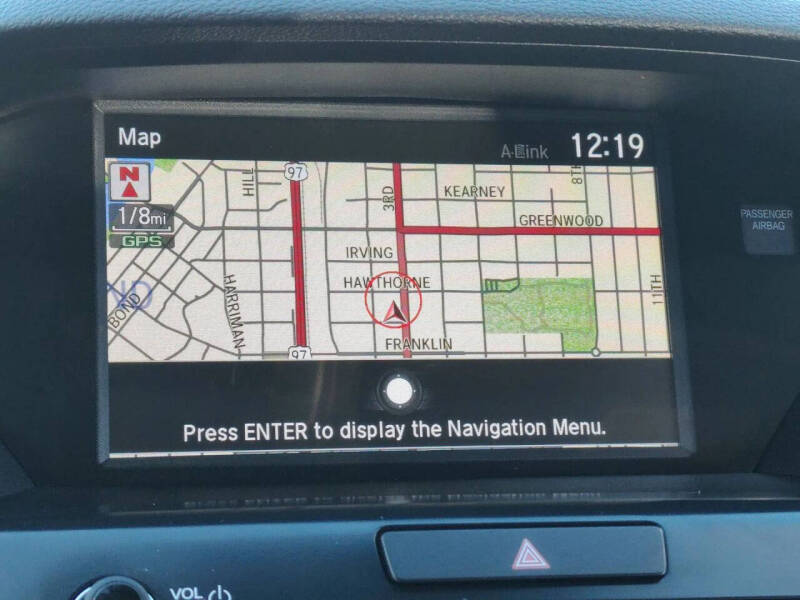 Map
A-Link
12:19
N
1/8mi
GPS
HILL
97
3RD
KEARNEY
8TH
GREENWOOD
IRVING
HAWTHORNE
HARRIMAN
BOND
ND
11TH
FRANKLIN
97
Press ENTER to display the Navigation Menu.
PASSENGER
AIRBAG
VOL